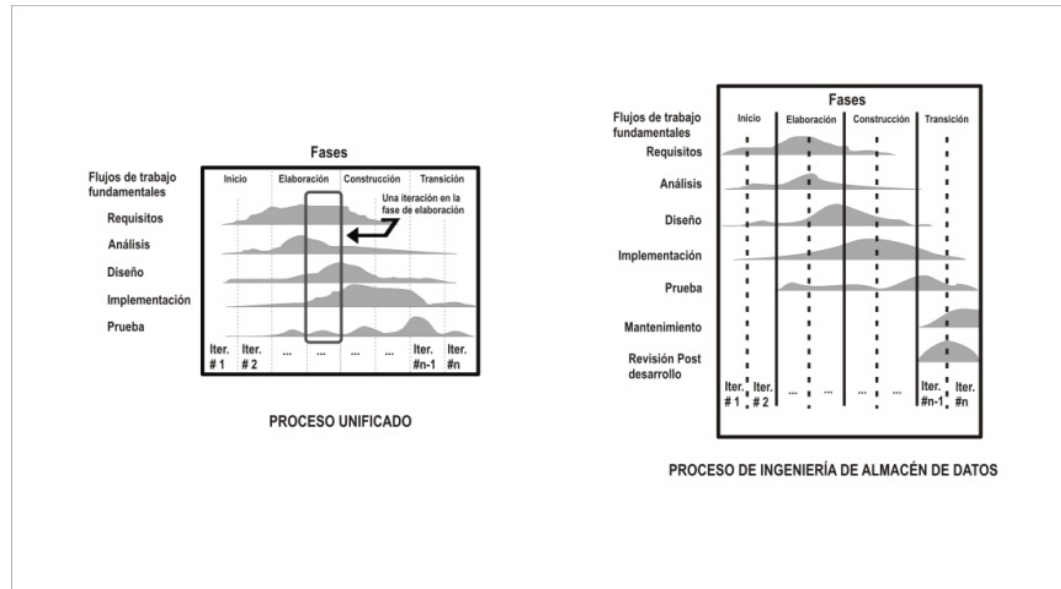 Fases
Flujos de trabajo
fundamentales
Inicio Elaboración Construcción Transición
Una iteración en la
fase de elaboración
Requisitos
Análisis
Diseño
Implementación
Prueba
Iter. Iter. ... ... ... ... Iter. Iter.
# 1 # 2 #n-1 #n
PROCESO UNIFICADO
Fases
Flujos de trabajo
fundamentales
Inicio Elaboración Construcción Transición
Requisitos
Análisis
Diseño
Implementación
Prueba
Mantenimiento
Revisión Post
desarrollo
Iter. Iter. ... ... ... ... Iter. Iter.
# 1 # 2 #n-1 #n
PROCESO DE INGENIERÍA DE ALMACÉN DE DATOS